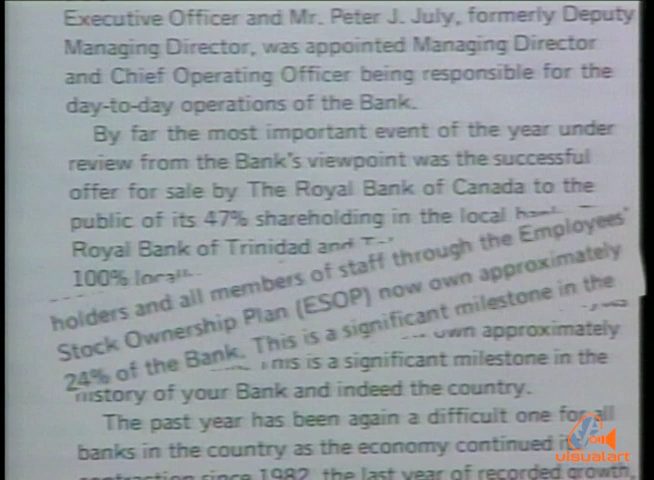 Executive Officer and Mr. Peter J. July, formerly Deputy
Managing Director, was appointed Managing Director
and Chief Operating Officer being responsible for the
day-to-day operations of the Bank.
By far the most important event of the year under
review from the Bank's viewpoint was the successful
offer for sale by The Royal Bank of Canada to the
public of its 47% shareholding in the local
Royal Bank of Trinidad and
100%
holders and all members of staff through the Employees'
Stock Ownership Plan (ESOP) now own approximately
24% of the Bank. This is a significant milestone in the
own approximately
This is a significant milestone in the
history of your Bank and indeed the country.
The past year has been again a difficult one for all
banks in the country as the economy continued its
contraction since 1982, the last year of recorded growth.
visualart